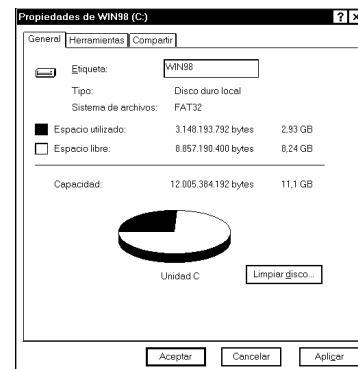 Propiedades de WIN98 (C:)
General Herramientas Compartir
Etiqueta: WIN98
Tipo: Disco duro local
Sistema de archivos: FAT32
Espacio utilizado: 3.148.193.792 bytes 2,93 GB
Espacio libre: 8.857.190.400 bytes 8,24 GB
Capacidad: 12.005.384.192 bytes 11,1 GB
Unidad C
Limpiar disco...
Aceptar Cancelar Aplicar